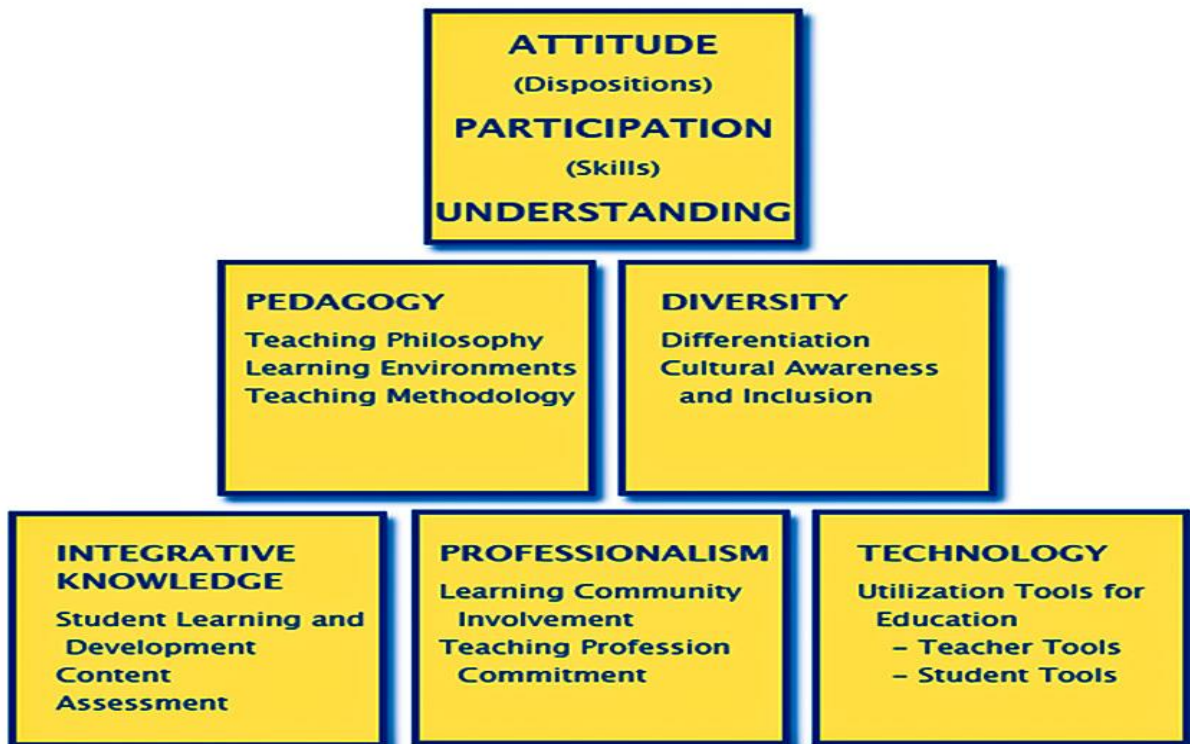 ATTITUDE
(Dispositions)
PARTICIPATION
(Skills)
UNDERSTANDING
PEDAGOGY
Teaching Philosophy
Learning Environments
Teaching Methodology
DIVERSITY
Differentiation
Cultural Awareness
and Inclusion
INTEGRATIVE
KNOWLEDGE
Student Learning and
Development
Content
Assessment
PROFESSIONALISM
Learning Community
Involvement
Teaching Profession
Commitment
TECHNOLOGY
Utilization Tools for
Education
– Teacher Tools
– Student Tools